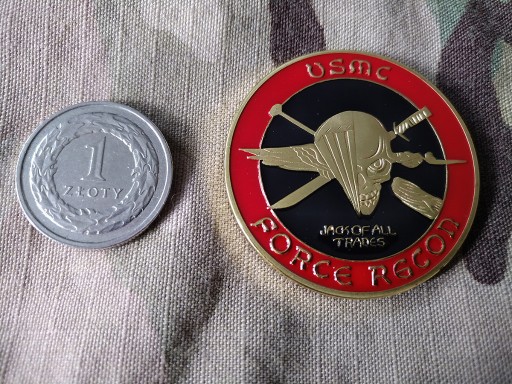 1
ZŁOTY
USMC
JACK OF ALL
TRADES
FORCE RECON